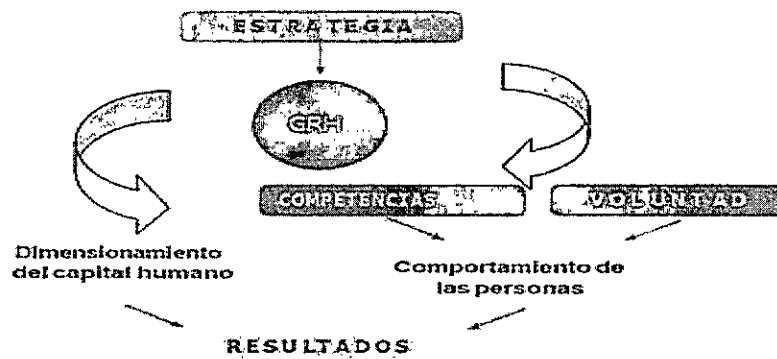 ESTRATEGIA
GRH
COMPETENCIAS
VOLUNTAD
Dimensionamiento
del capital humano
Comportamiento de
las personas
RESULTADOS